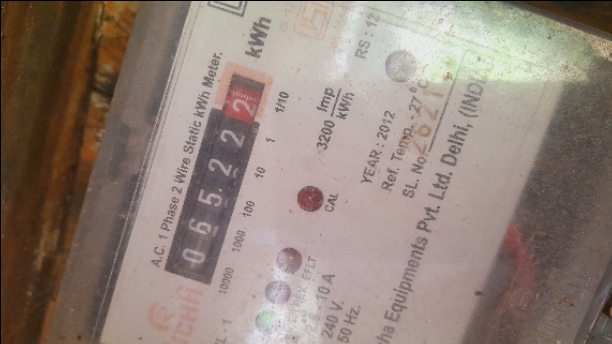 A.C. 1 Phase 2 Wire Static kWh Meter.
0 6 5 2 2 2 kWh
10000 1000 100 10 1 1/10
CAL
3200 Imp/kWh
10 A
240 V.
50 Hz.
RS : 12
YEAR : 2012
Ref. Temp. - 27° C
SL. No.
Equipments Pvt. Ltd. Delhi,